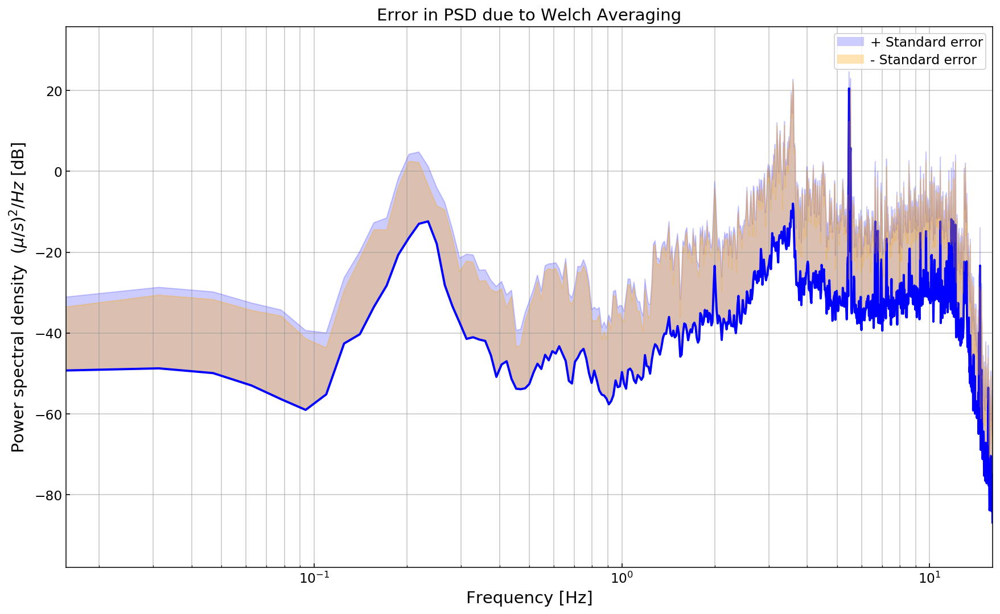 Error in PSD due to Welch Averaging
+ Standard error
- Standard error
Power spectral density (μ/s)²/Hz [dB]
20
0
−20
−40
−60
−80
10⁻¹
10⁰
10¹
Frequency [Hz]